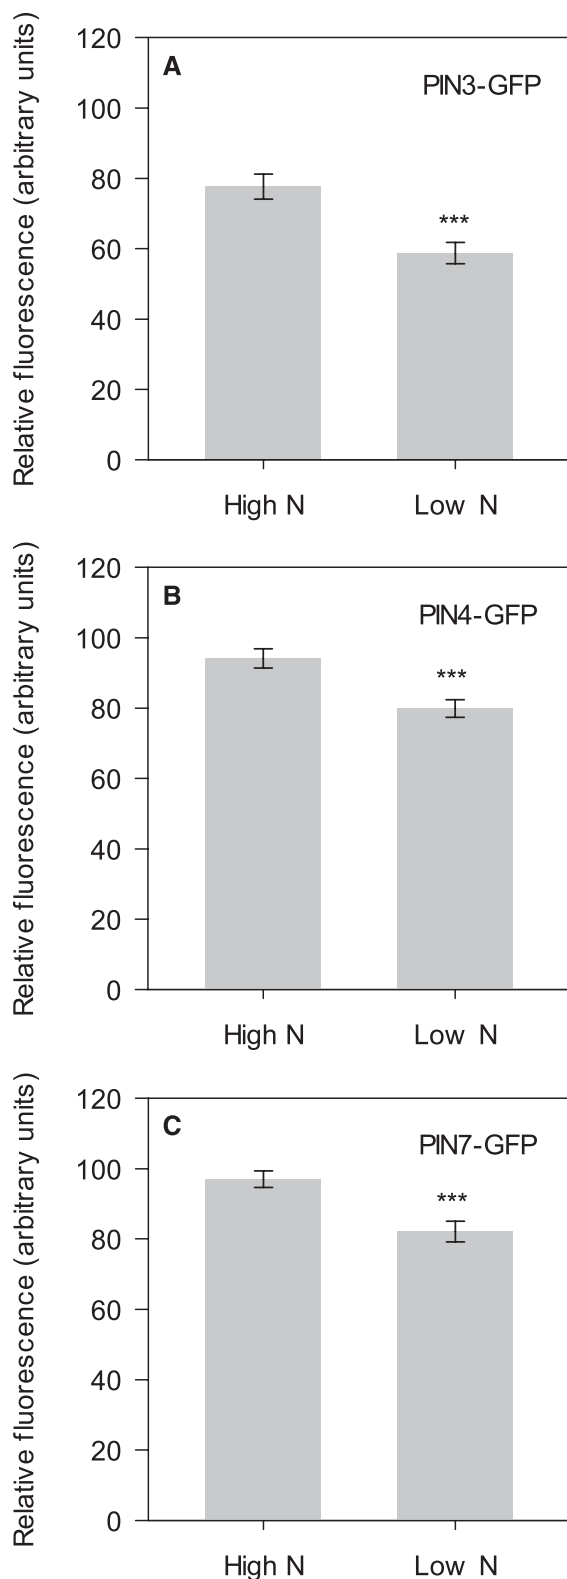 Relative fluorescence (arbitrary units)
120
A
PIN3-GFP
100
80
60
***
40
20
0
High N
Low N
Relative fluorescence (arbitrary units)
120
B
PIN4-GFP
100
***
80
60
40
20
0
High N
Low N
Relative fluorescence (arbitrary units)
120
C
PIN7-GFP
100
***
80
60
40
20
0
High N
Low N